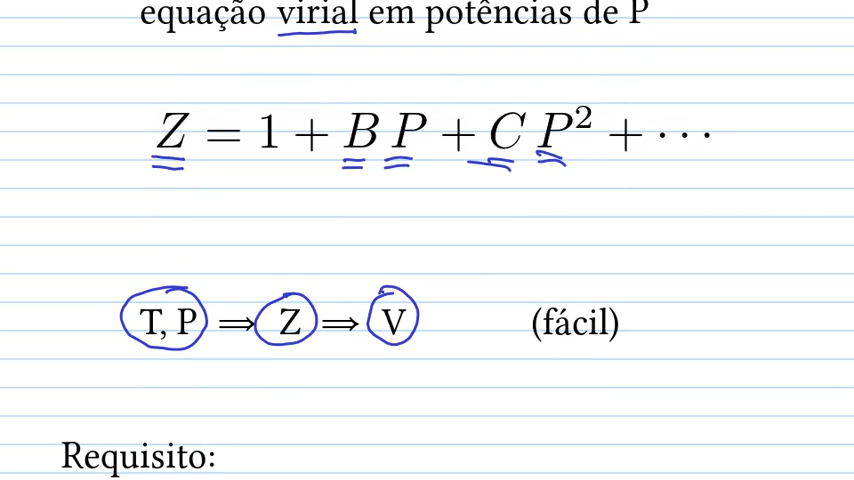 equação virial em potências de P
Z = 1 + B P + C P² + ⋯
T, P ⟹ Z ⟹ V (fácil)
Requisito: